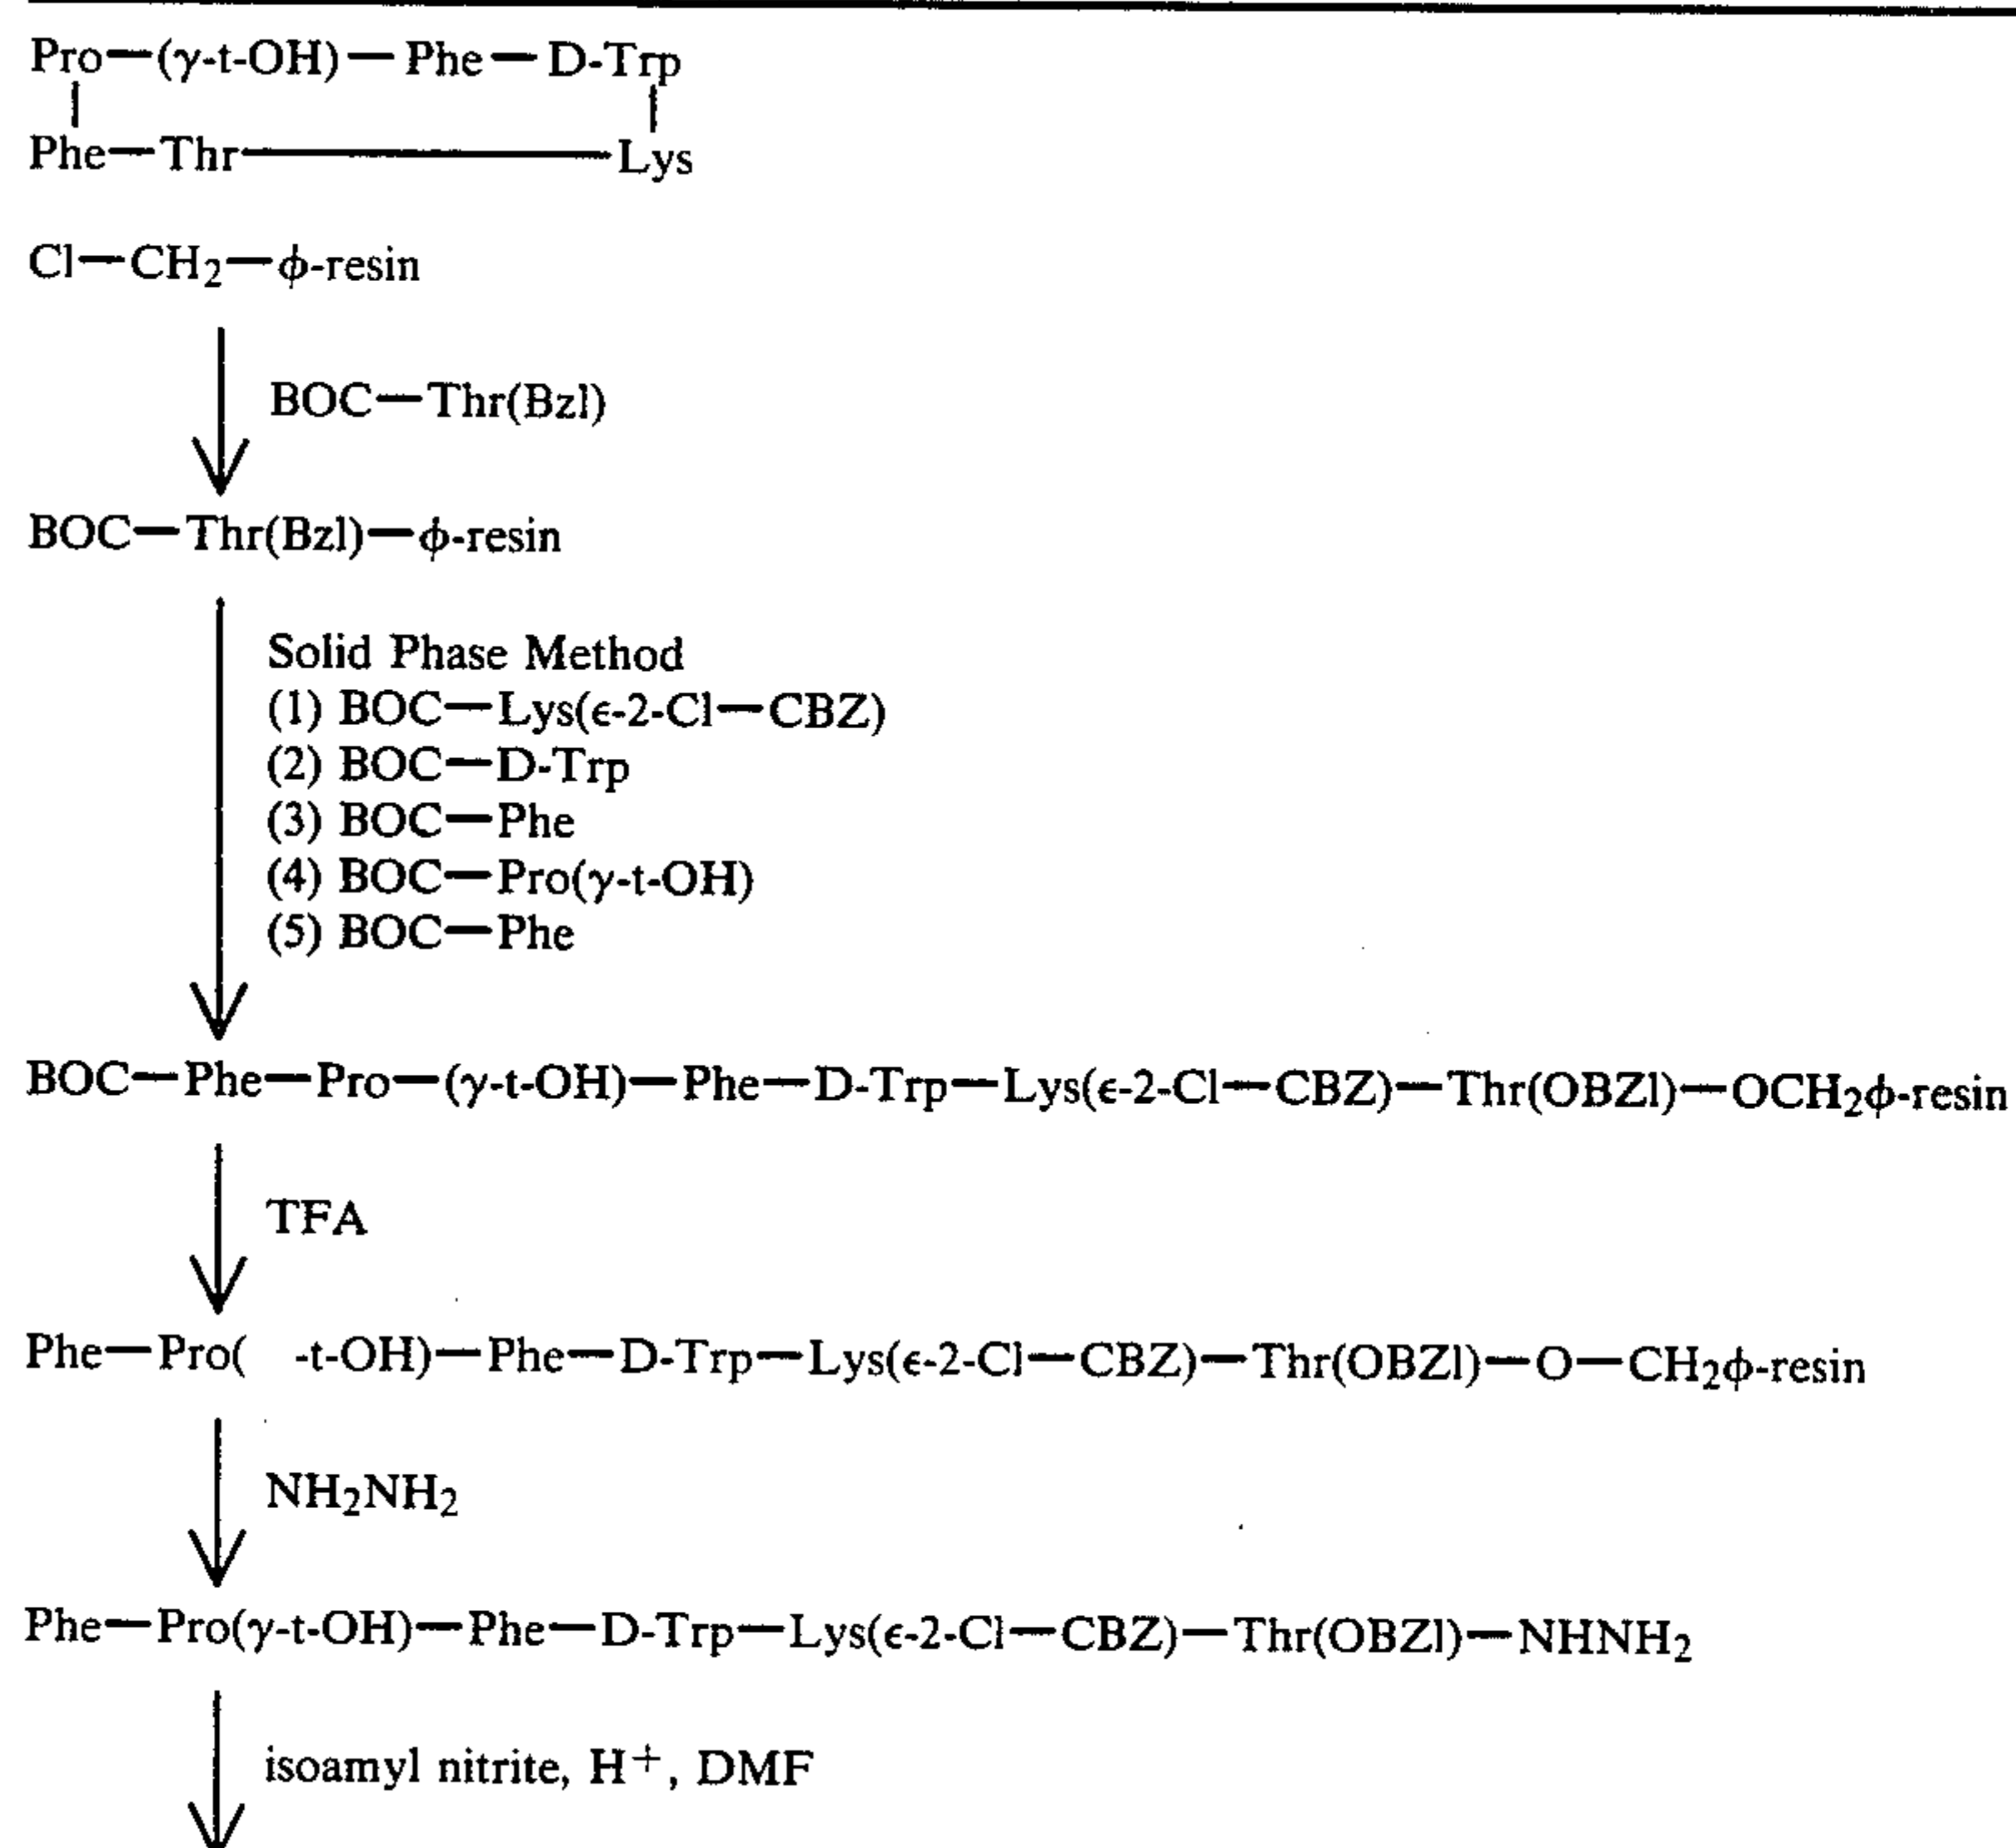 Pro—(γ-t-OH)—Phe—D-Trp
Phe—Thr—Lys
Cl—CH₂—ϕ-resin
BOC—Thr(Bzl)
BOC—Thr(Bzl)—ϕ-resin
Solid Phase Method
(1) BOC—Lys(ϵ-2-Cl—CBZ)
(2) BOC—D-Trp
(3) BOC—Phe
(4) BOC—Pro(γ-t-OH)
(5) BOC—Phe
BOC—Phe—Pro—(γ-t-OH)—Phe—D-Trp—Lys(ϵ-2-Cl—CBZ)—Thr(OBZl)—OCH₂ϕ-resin
TFA
Phe—Pro( -t-OH)—Phe—D-Trp—Lys(ϵ-2-Cl—CBZ)—Thr(OBZl)—O—CH₂ϕ-resin
NH₂NH₂
Phe—Pro(γ-t-OH)—Phe—D-Trp—Lys(ϵ-2-Cl—CBZ)—Thr(OBZl)—NHNH₂
isoamyl nitrite, H⁺, DMF